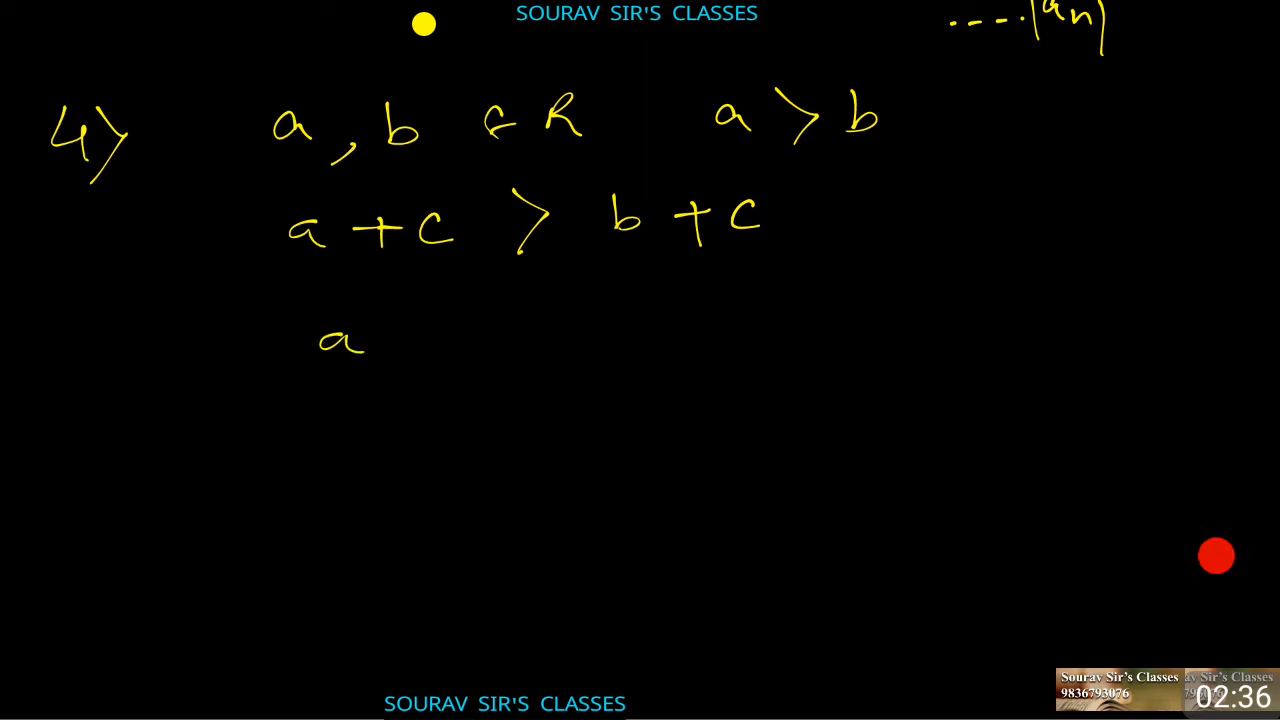 SOURAV SIR'S CLASSES
----.|an|
4) a, b ∈ R a > b
a + c > b + c
a
SOURAV SIR'S CLASSES
Sourav Sir's Classes
9836793076
02:36